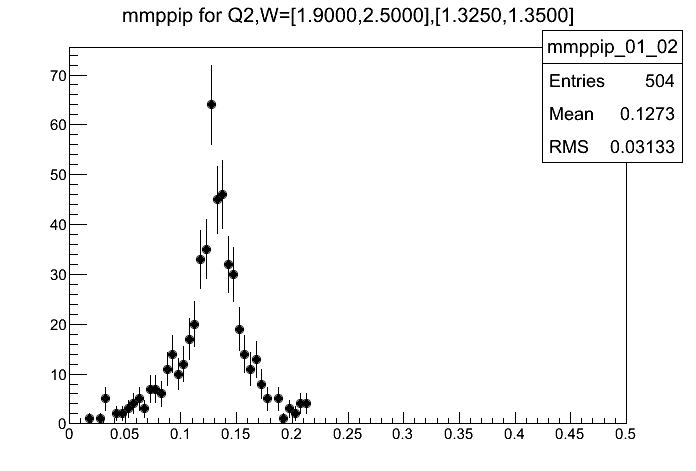 mmppip for Q2,W=[1.9000,2.5000],[1.3250,1.3500]
mmppip_01_02
Entries 504
Mean 0.1273
RMS 0.03133
70
60
50
40
30
20
10
0
0 0.05 0.1 0.15 0.2 0.25 0.3 0.35 0.4 0.45 0.5